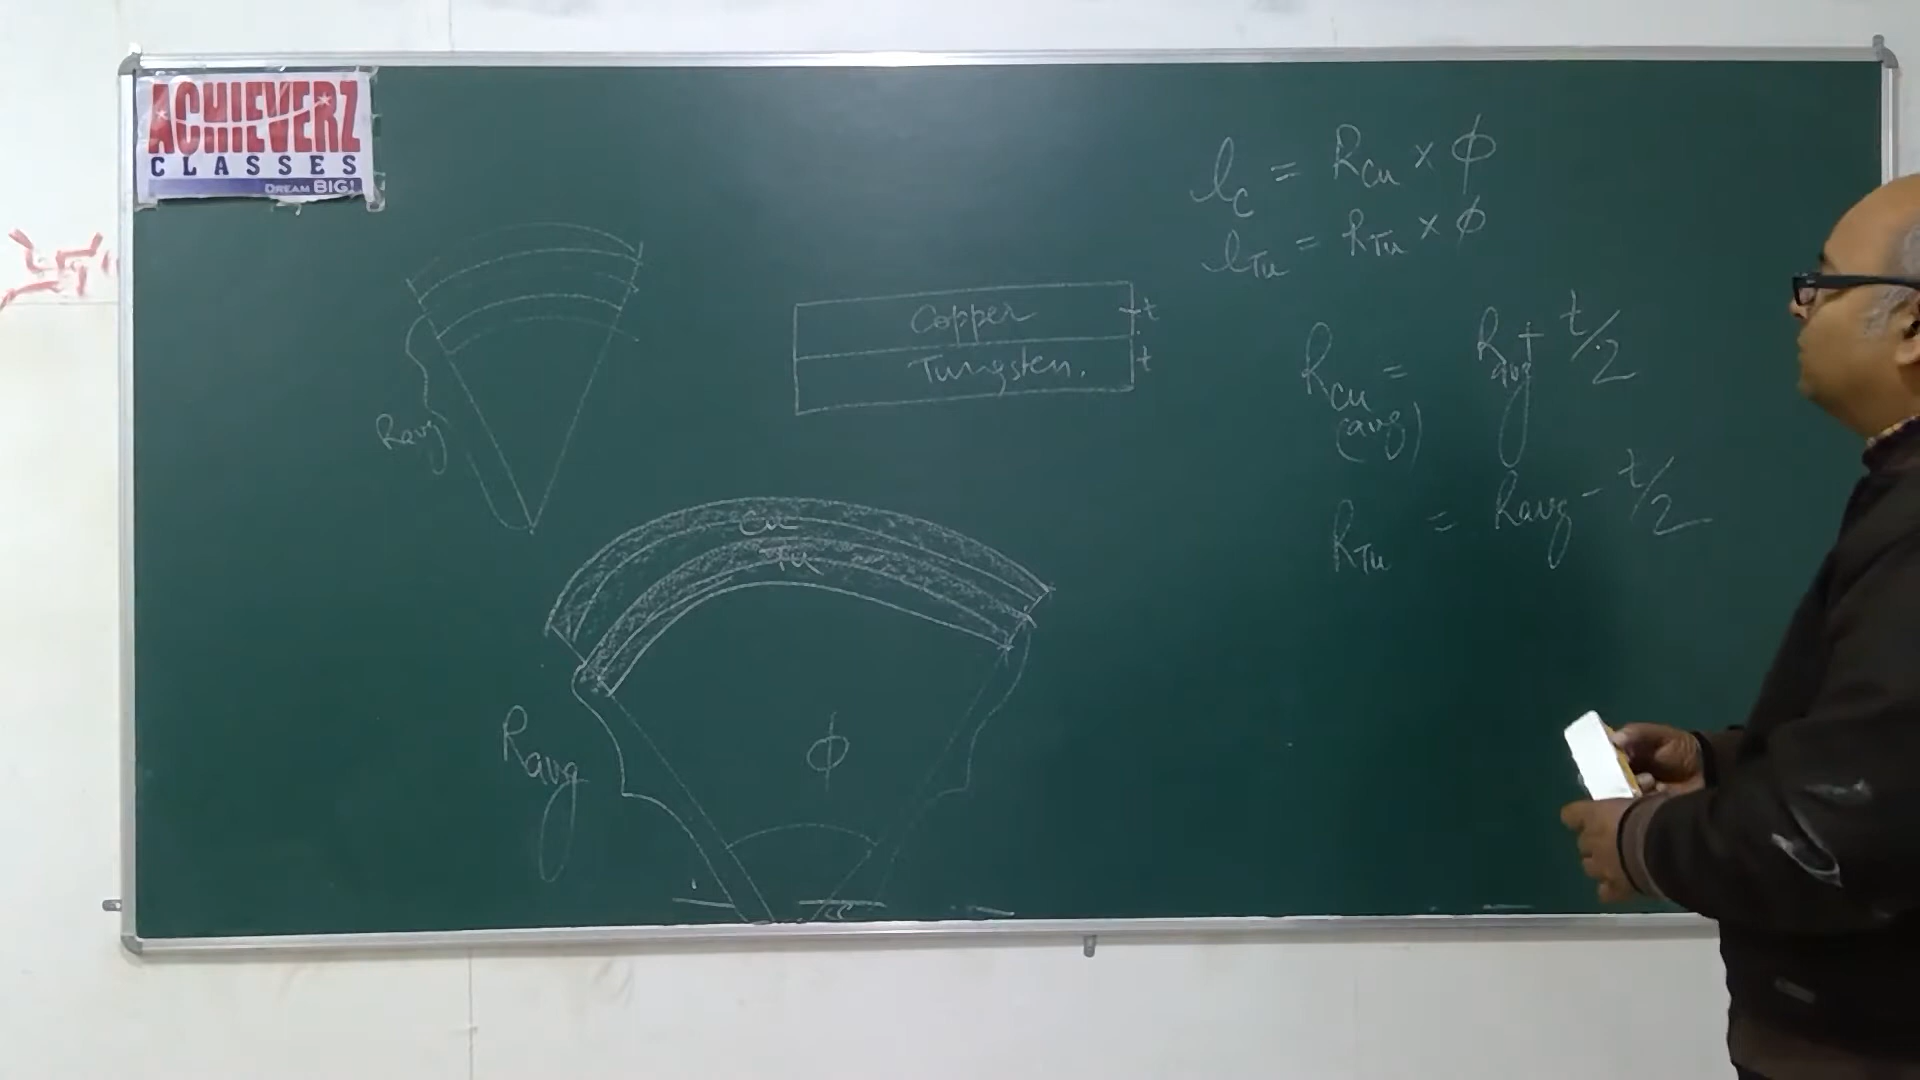 ACHIEVERZ
CLASSES
DREAM BIG!
Ravg
Copper t
Tungsten. t
Cu
Tu
Ravg
ϕ
lC = RCu × ϕ
lTu = RTu × ϕ
RCu (avg) = Ravg + t/2
RTu = Ravg - t/2